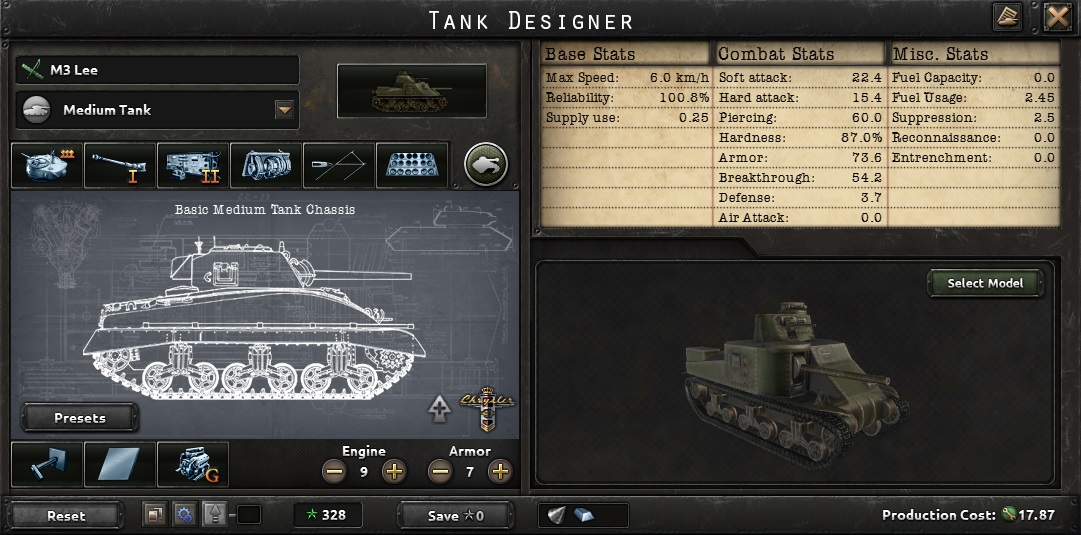 Tank Designer
M3 Lee
Medium Tank
I
II
Basic Medium Tank Chassis
Chrysler
Presets
G
Engine
9
Armor
7
Base Stats
Max Speed: 6.0 km/h
Reliability: 100.8%
Supply use: 0.25
Combat Stats
Soft attack: 22.4
Hard attack: 15.4
Piercing: 60.0
Hardness: 87.0%
Armor: 73.6
Breakthrough: 54.2
Defense: 3.7
Air Attack: 0.0
Misc. Stats
Fuel Capacity: 0.0
Fuel Usage: 2.45
Suppression: 2.5
Reconnaissance: 0.0
Entrenchment: 0.0
Select Model
Reset
328
Save 0
Production Cost: 17.87